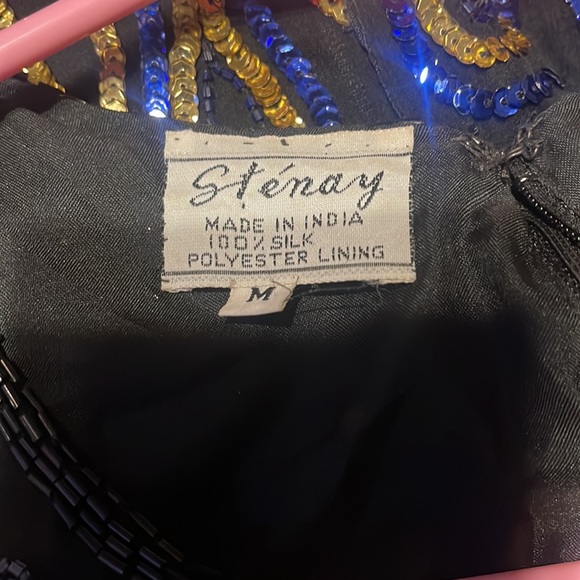 Sténay
MADE IN INDIA
100% SILK
POLYESTER LINING
M